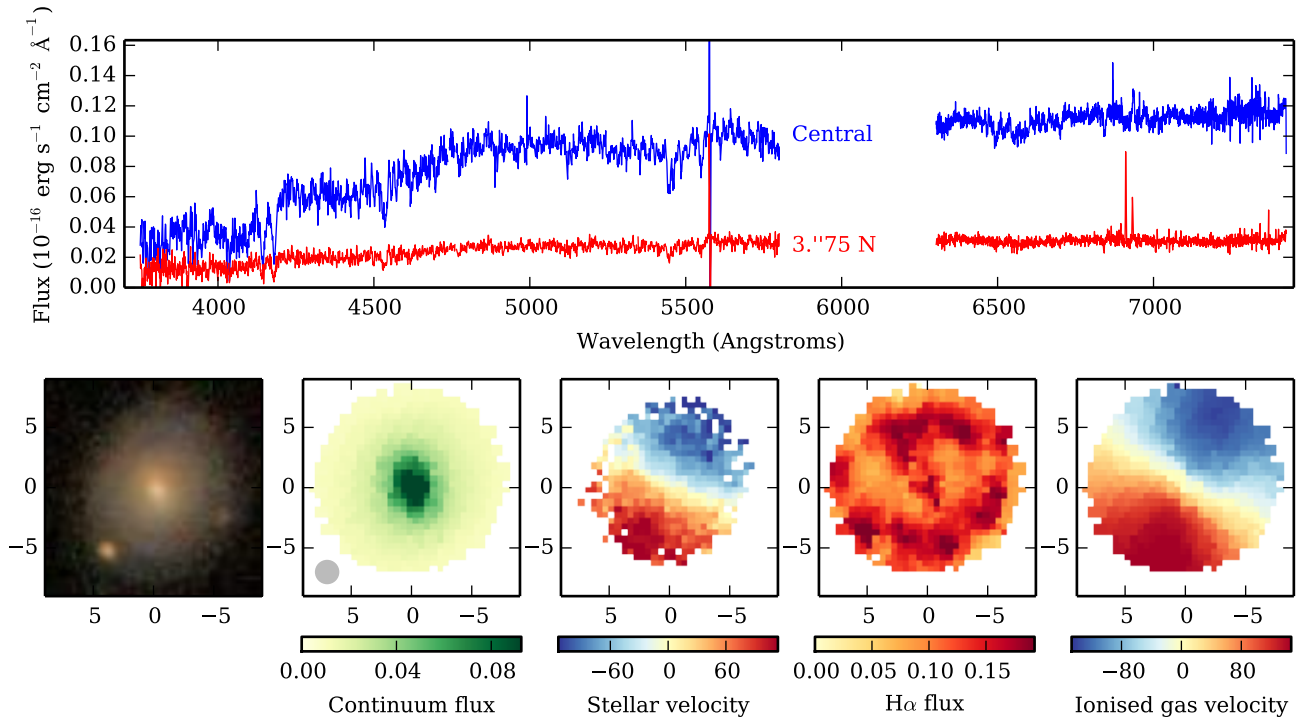 0.16
0.14
0.12
0.10
0.08
0.06
0.04
0.02
0.00
Flux (10⁻¹⁶ erg s⁻¹ cm⁻² Å⁻¹)
Central
3.''75 N
4000 4500 5000 5500 6000 6500 7000
Wavelength (Angstroms)
5
0
−5
5 0 −5
5
0
−5
5 0 −5
5
0
−5
5 0 −5
5
0
−5
5 0 −5
5
0
−5
5 0 −5
0.00 0.04 0.08
Continuum flux
−60 0 60
Stellar velocity
0.00 0.05 0.10 0.15
Hα flux
−80 0 80
Ionised gas velocity